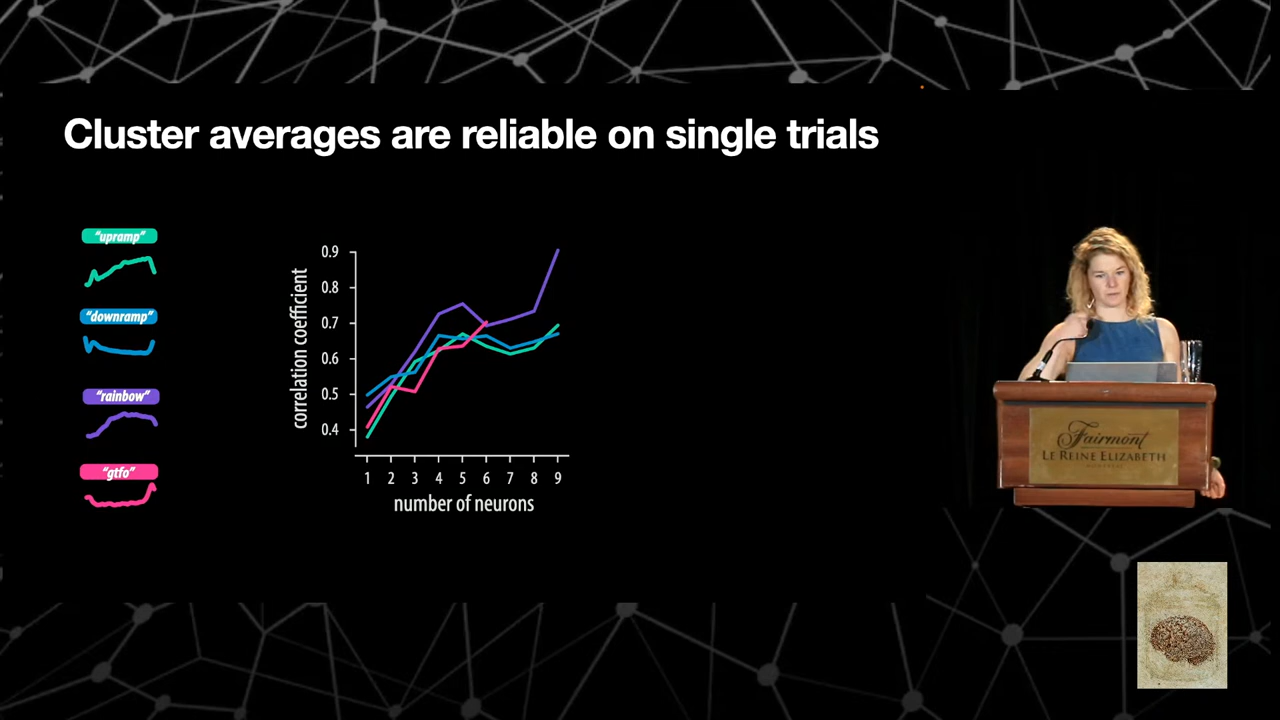 Cluster averages are reliable on single trials
“upramp”
“downramp”
“rainbow”
“gtfo”
correlation coefficient
0.9
0.8
0.7
0.6
0.5
0.4
1 2 3 4 5 6 7 8 9
number of neurons
Fairmont
LE REINE ELIZABETH